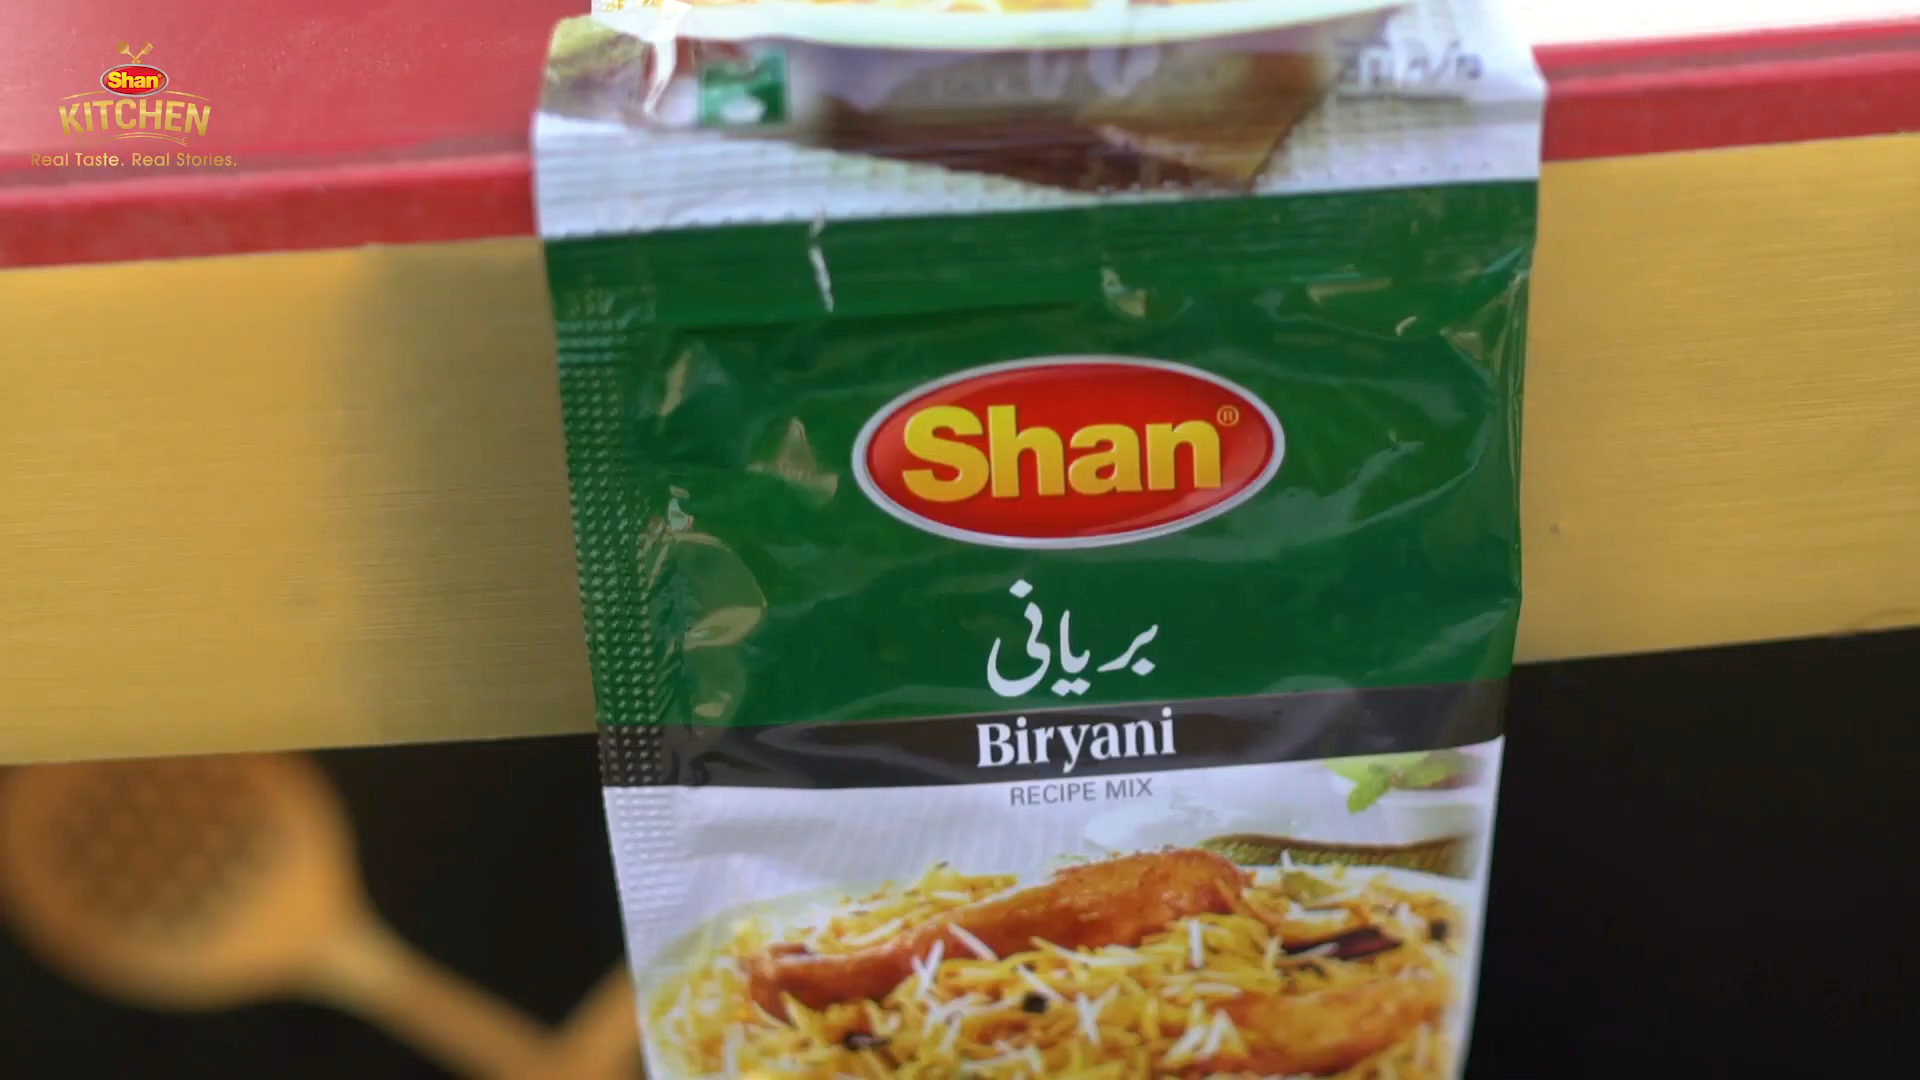 Shan
KITCHEN
Real Taste. Real Stories.
Shan®
بریانی
Biryani
RECIPE MIX